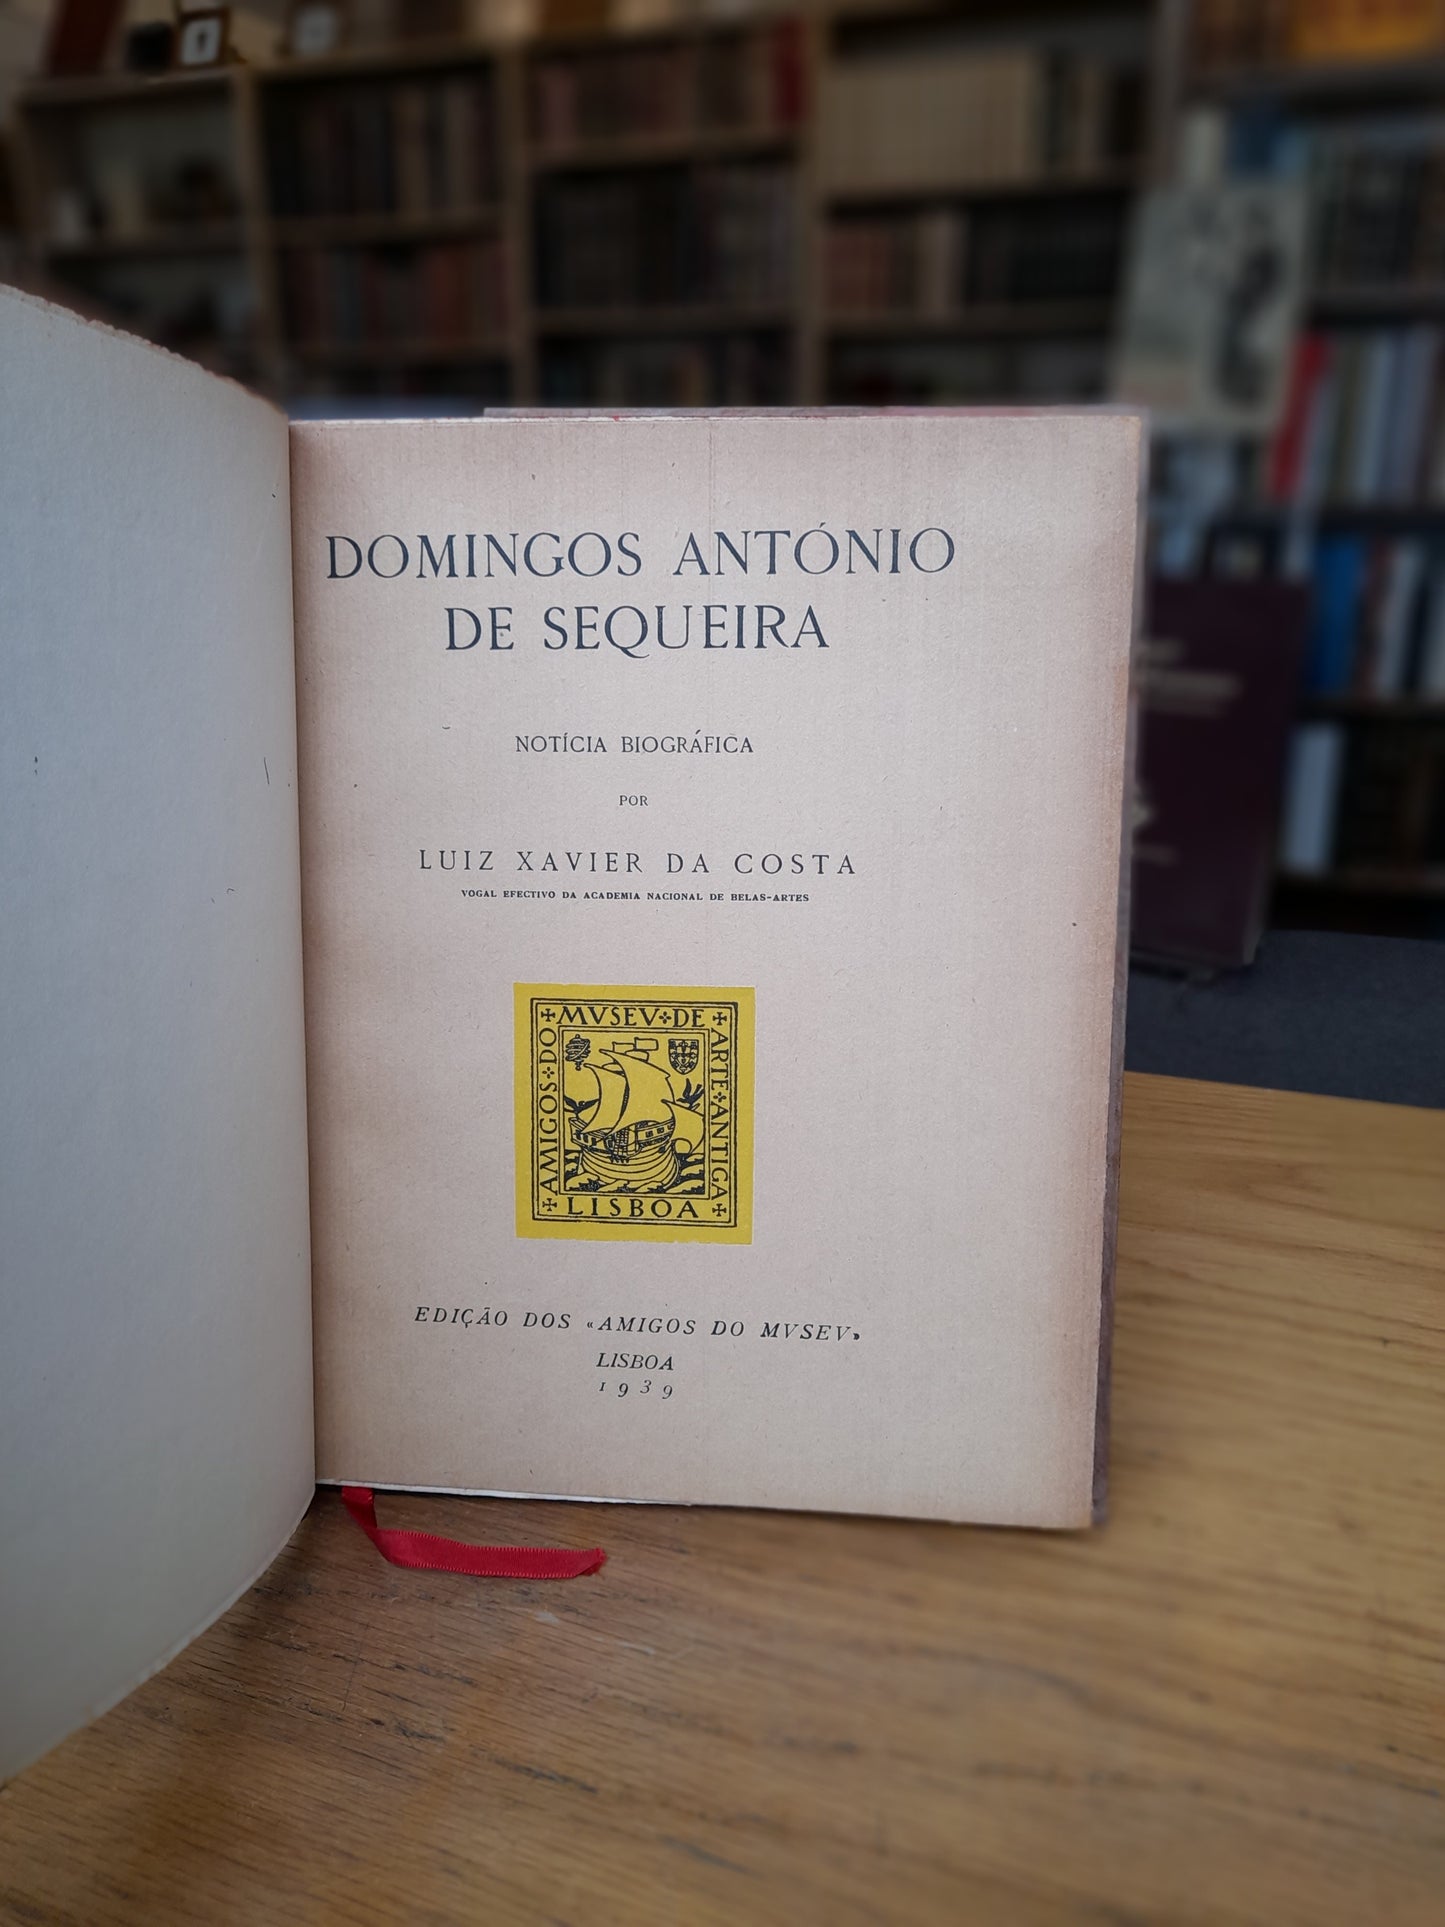 DOMINGOS ANTÓNIO
DE SEQUEIRA
NOTÍCIA BIOGRÁFICA
POR
LUIZ XAVIER DA COSTA
VOGAL EFECTIVO DA ACADEMIA NACIONAL DE BELAS-ARTES
AMIGOS DO
MVSEV DE
ARTE ANTIGA
LISBOA
EDIÇÃO DOS «AMIGOS DO MVSEV»
LISBOA
1939